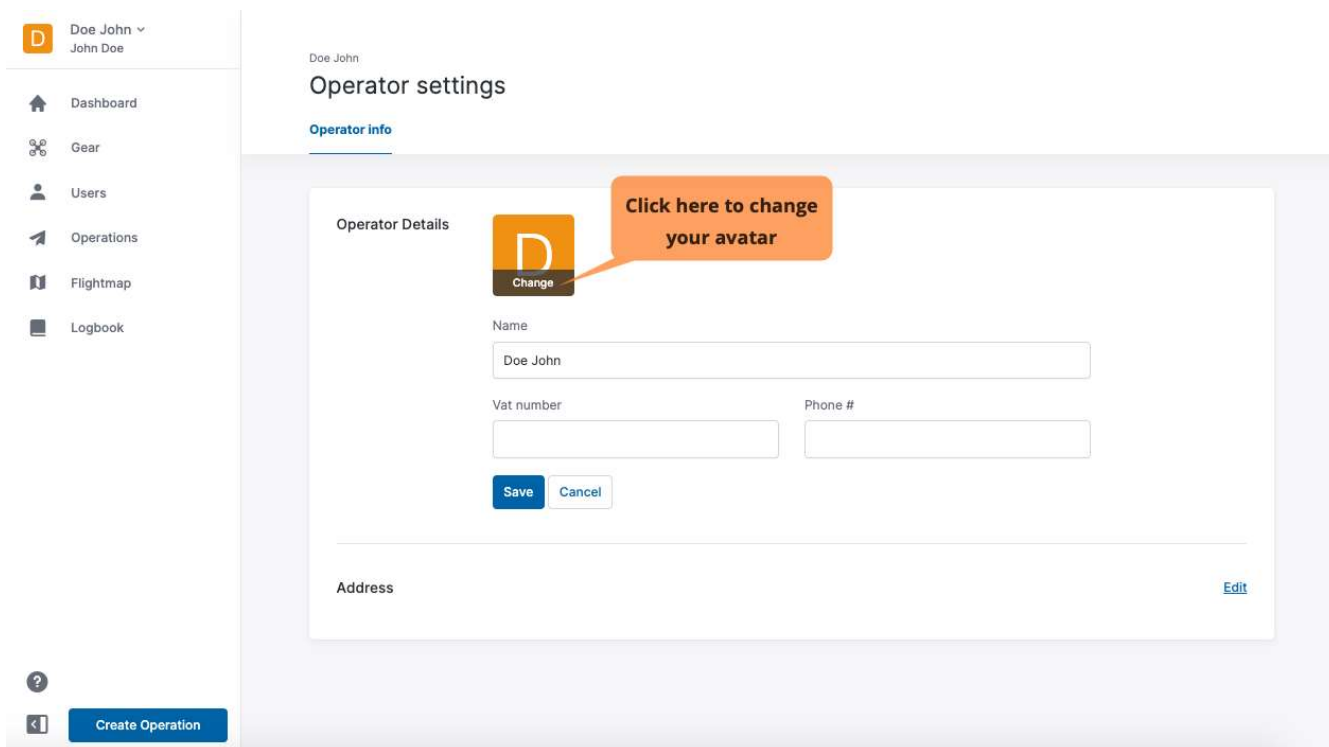 D
Doe John
John Doe
Dashboard
Gear
Users
Operations
Flightmap
Logbook
?
Create Operation
Doe John
Operator settings
Operator info
Operator Details
D
Change
Click here to change
your avatar
Name
Doe John
Vat number
Phone #
Save
Cancel
Address
Edit